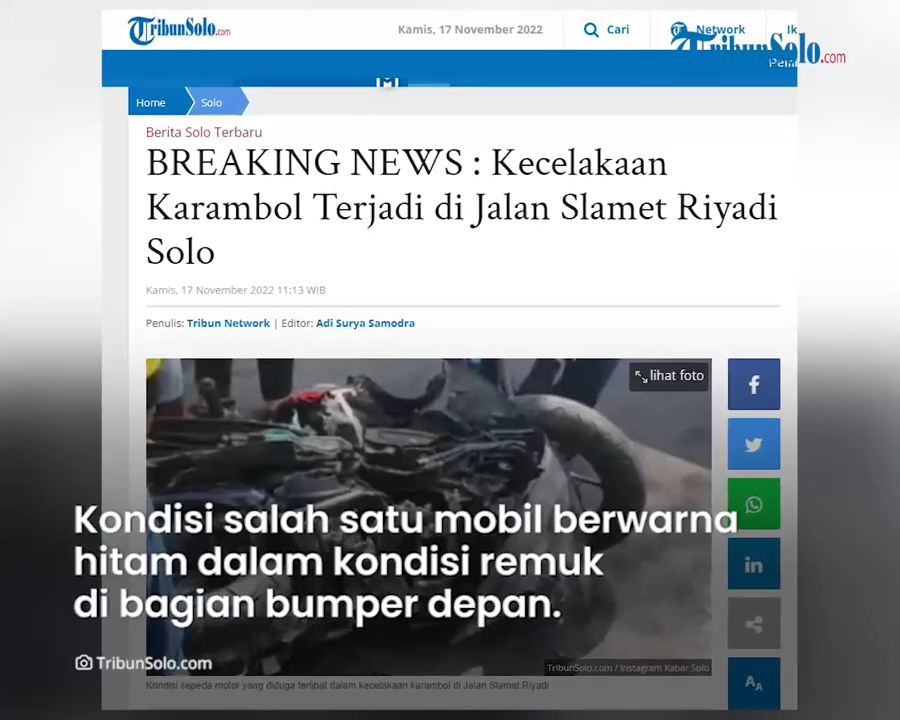 TribunSolo.com
Kamis, 17 November 2022
Cari
Network
Ik
TribunSolo.com
Pem
Home
Solo
Berita Solo Terbaru
BREAKING NEWS : Kecelakaan
Karambol Terjadi di Jalan Slamet Riyadi
Solo
Kamis, 17 November 2022 11:13 WIB
Penulis: Tribun Network | Editor: Adi Surya Samodra
lihat foto
Kondisi salah satu mobil berwarna
hitam dalam kondisi remuk
di bagian bumper depan.
TribunSolo.com
TribunSolo.com / Instagram Kabar Solo
Kondisi sepeda motor yang diduga terlibat dalam kecelakaan karambol di Jalan Slamet Riyadi
AA